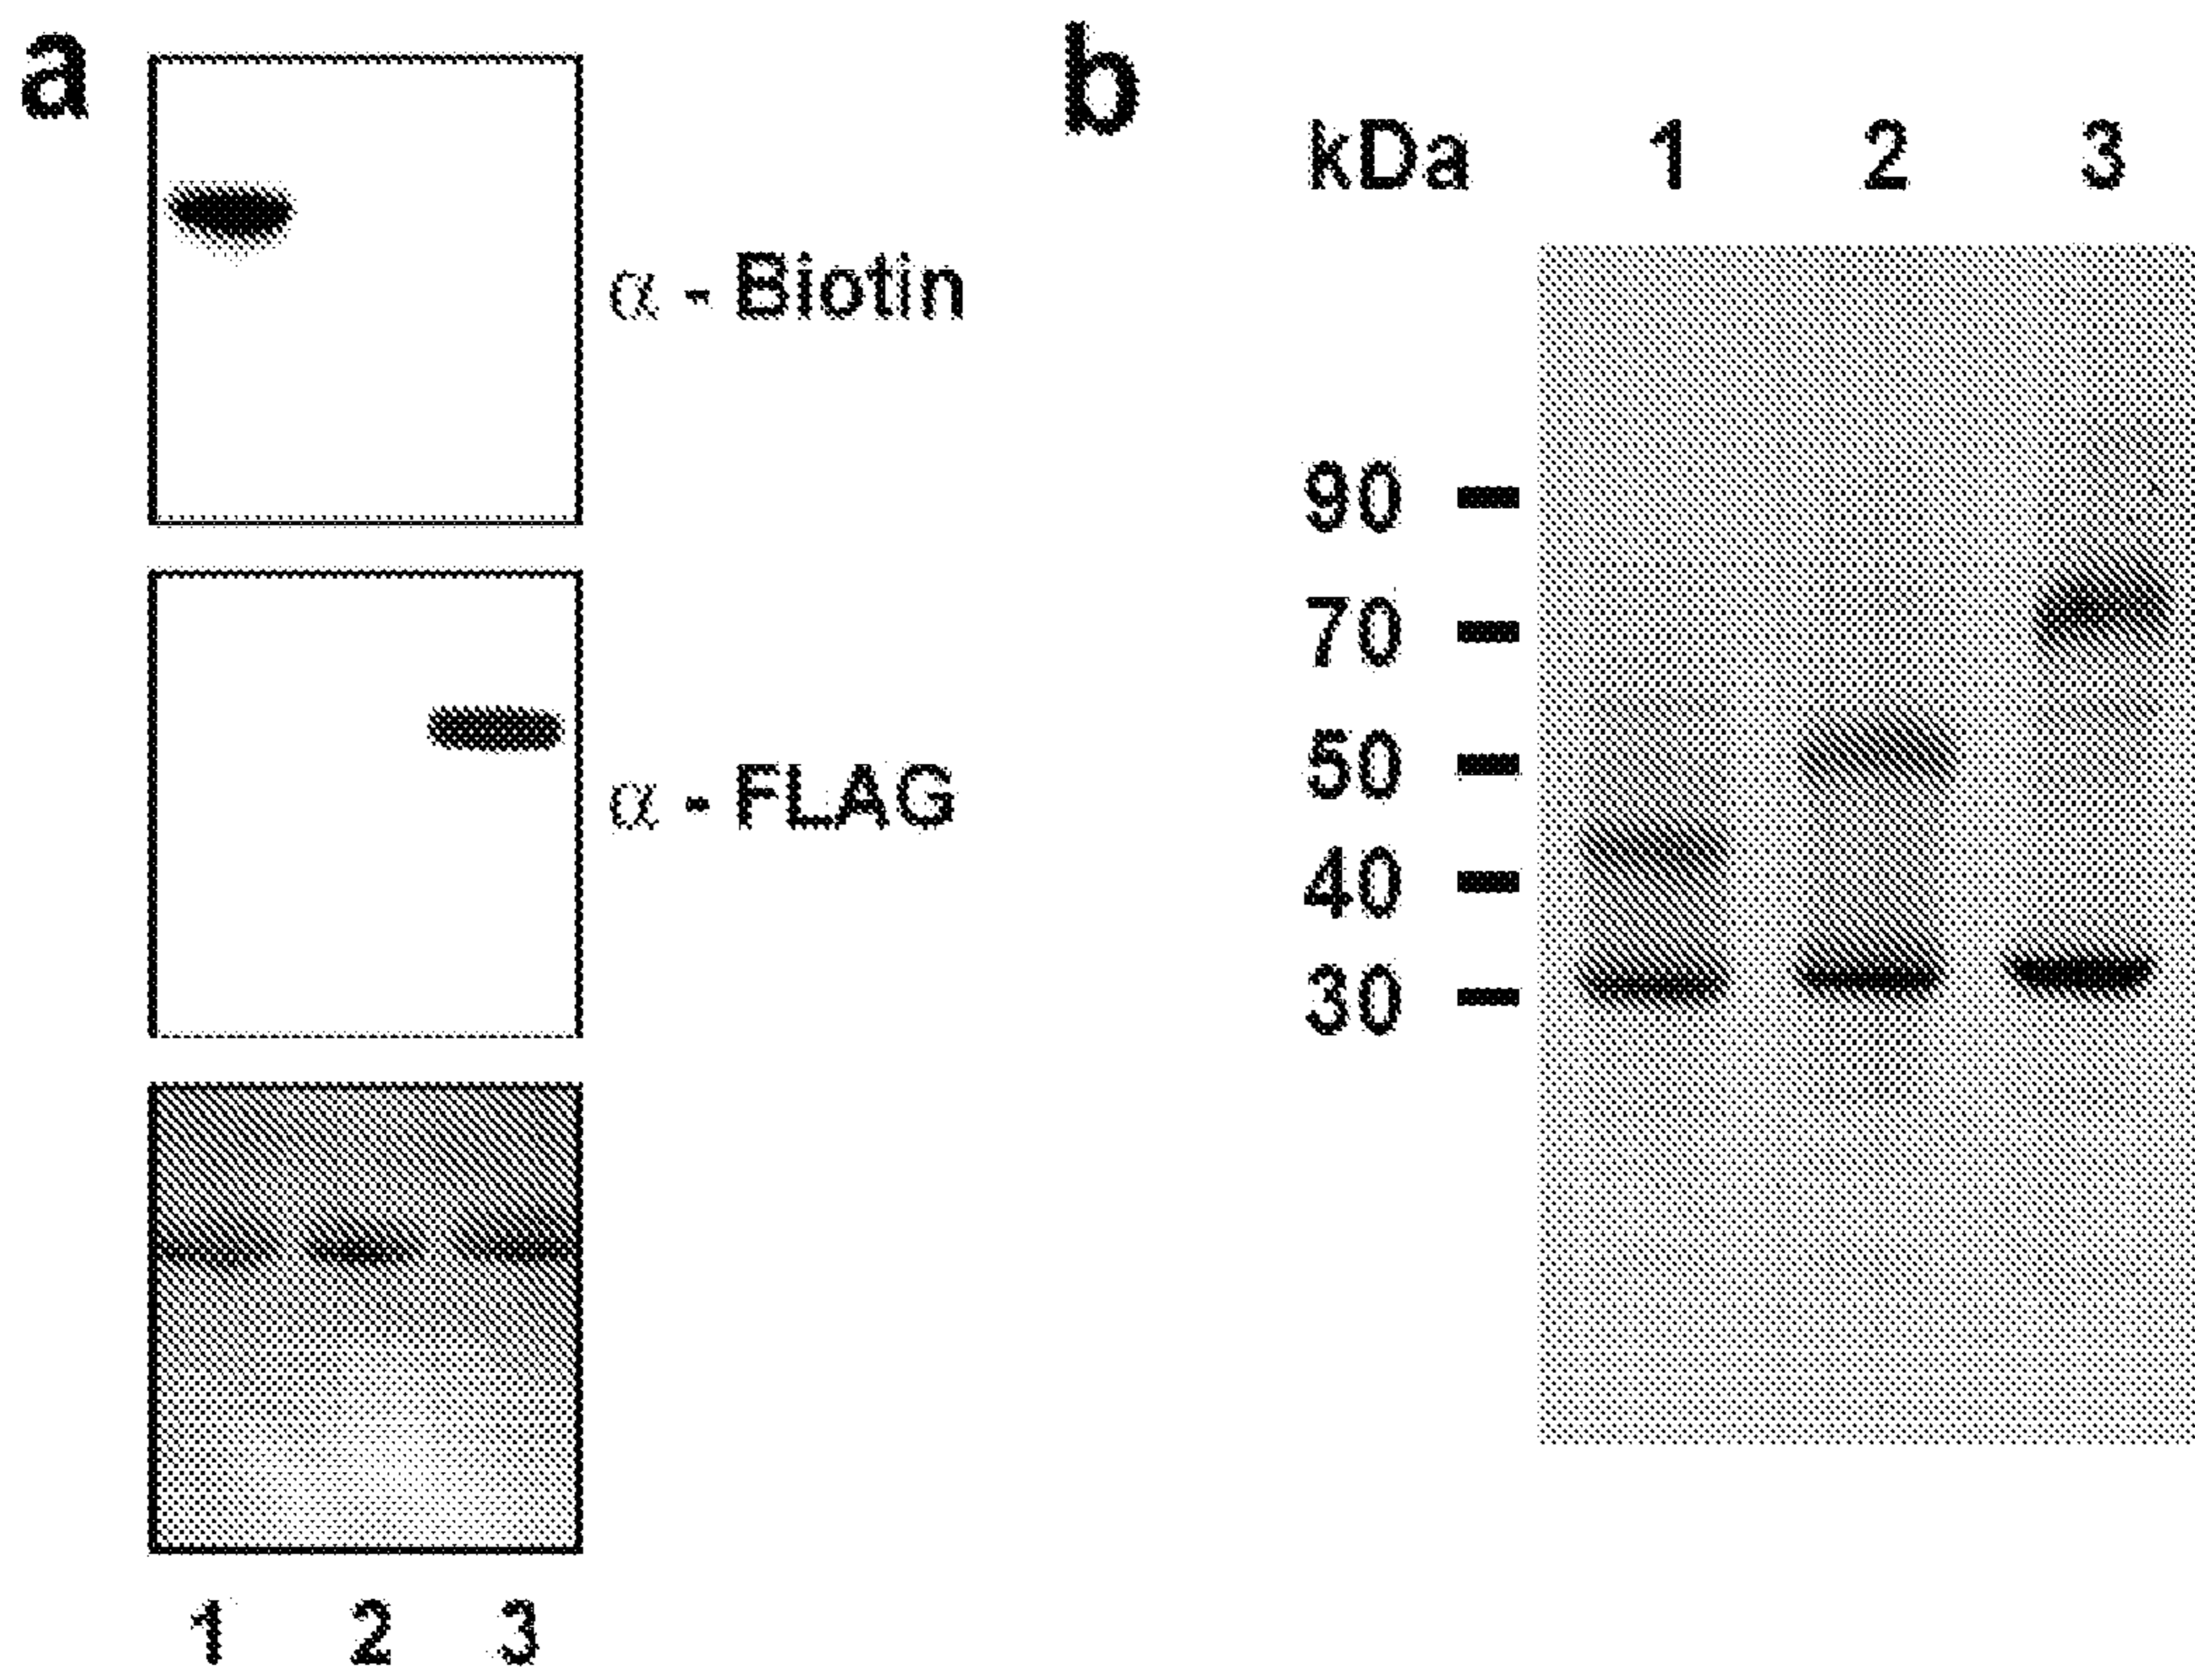 a
α - Biotin
α - FLAG
1 2 3
b
kDa 1 2 3
90
70
50
40
30